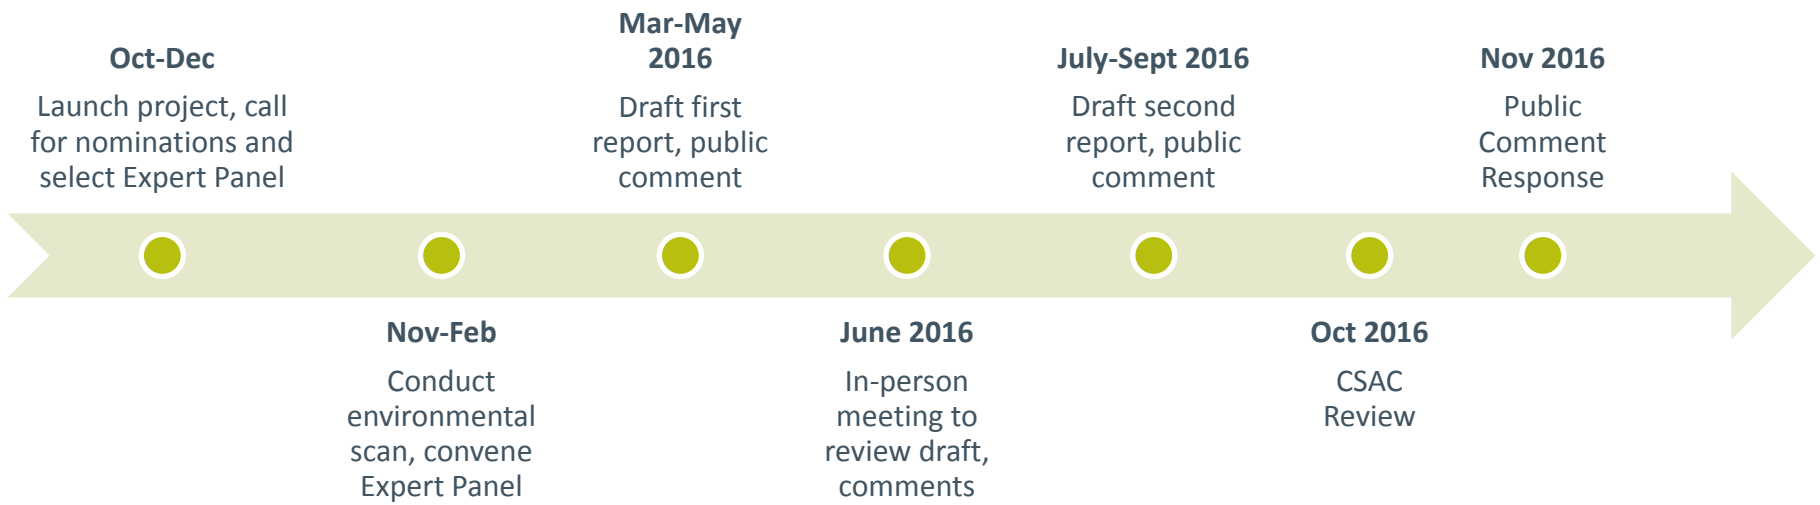 Oct-Dec
Launch project, call
for nominations and
select Expert Panel
Nov-Feb
Conduct
environmental
scan, convene
Expert Panel
Mar-May
2016
Draft first
report, public
comment
June 2016
In-person
meeting to
review draft,
comments
July-Sept 2016
Draft second
report, public
comment
Oct 2016
CSAC
Review
Nov 2016
Public
Comment
Response